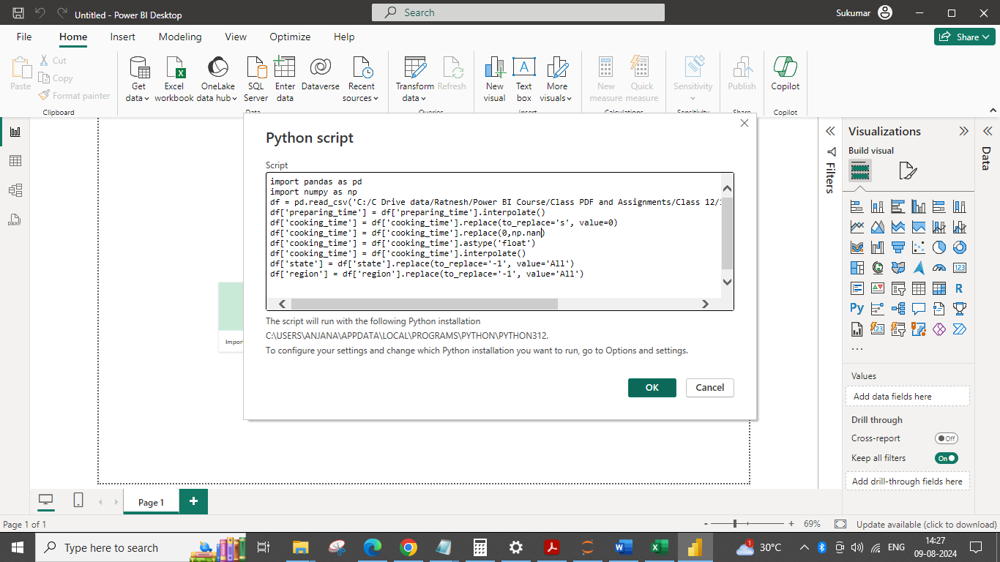 Untitled - Power BI Desktop
Search
Sukumar
File Home Insert Modeling View Optimize Help
Share
Paste
Cut
Copy
Format painter
Clipboard
Get data
Excel workbook
OneLake data hub
SQL Server
Enter data
Dataverse
Recent sources
Data
Transform data
Refresh
Queries
New visual
Text box
More visuals
Insert
New measure
Quick measure
Calculations
Sensitivity
Sensitivity
Publish
Share
Copilot
Copilot
Python script
Script
import pandas as pd
import numpy as np
df = pd.read_csv('C:/C Drive data/Ratnesh/Power BI Course/Class PDF and Assignments/Class 12/
df['preparing_time'] = df['preparing_time'].interpolate()
df['cooking_time'] = df['cooking_time'].replace(to_replace='s', value=0)
df['cooking_time'] = df['cooking_time'].replace(0,np.nan)
df['cooking_time'] = df['cooking_time'].astype('float')
df['cooking_time'] = df['cooking_time'].interpolate()
df['state'] = df['state'].replace(to_replace='-1', value='All')
df['region'] = df['region'].replace(to_replace='-1', value='All')
The script will run with the following Python installation
C:\USERS\ANJANA\APPDATA\LOCAL\PROGRAMS\PYTHON\PYTHON312.
To configure your settings and change which Python installation you want to run, go to Options and settings.
OK
Cancel
Impor
DAX
Filters
Visualizations
Build visual
123
R
Py
123
...
Values
Add data fields here
Drill through
Cross-report
Off
Keep all filters
On
Add drill-through fields here
Data
Page 1
+
Page 1 of 1
- + 69%
Update available (click to download)
Type here to search
1
30°C
ENG
14:27
09-08-2024